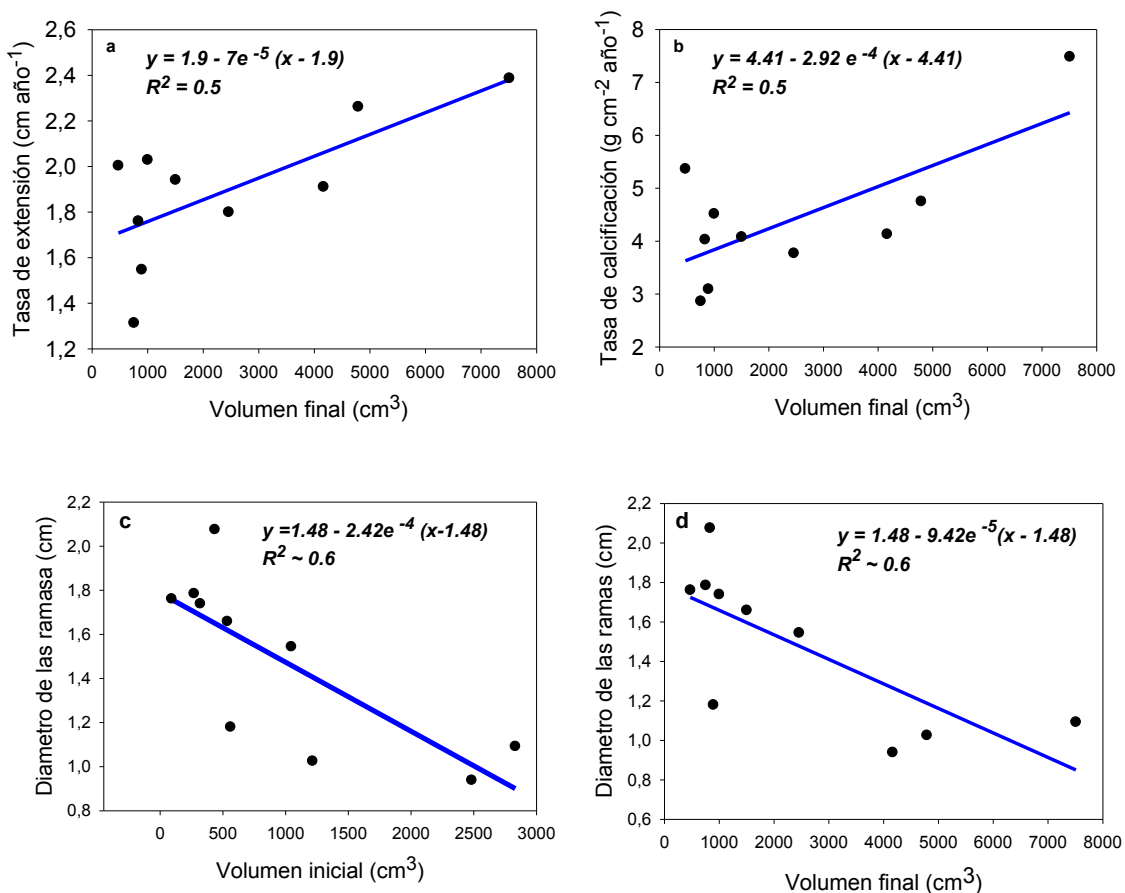 a
y = 1.9 - 7e⁻⁵ (x - 1.9)
R² = 0.5
Tasa de extensión (cm año⁻¹)
2,6
2,4
2,2
2,0
1,8
1,6
1,4
1,2
0 1000 2000 3000 4000 5000 6000 7000 8000
Volumen final (cm³)
b
y = 4.41 - 2.92 e⁻⁴ (x - 4.41)
R² = 0.5
Tasa de calcificación (g cm⁻² año⁻¹)
8
7
6
5
4
3
2
0 1000 2000 3000 4000 5000 6000 7000 8000
Volumen final (cm³)
c
y =1.48 - 2.42e⁻⁴ (x-1.48)
R² ~ 0.6
Diametro de las ramasa (cm)
2,2
2,0
1,8
1,6
1,4
1,2
1,0
0,8
0 500 1000 1500 2000 2500 3000
Volumen inicial (cm³)
d
y = 1.48 - 9.42e⁻⁵(x - 1.48)
R² ~ 0.6
Diametro de las ramas (cm)
2,2
2,0
1,8
1,6
1,4
1,2
1,0
0,8
0,6
0 1000 2000 3000 4000 5000 6000 7000 8000
Volumen final (cm³)